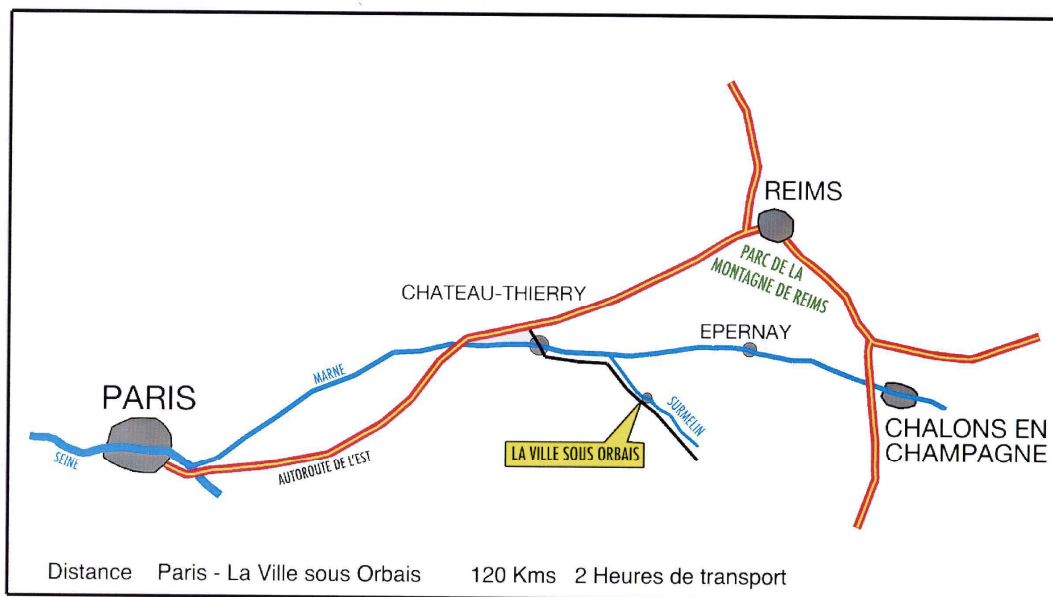 REIMS
PARC DE LA
MONTAGNE DE REIMS
CHATEAU-THIERRY
EPERNAY
MARNE
PARIS
SURMELIN
CHALONS EN
CHAMPAGNE
LA VILLE SOUS ORBAIS
SEINE
AUTOROUTE DE L'EST
Distance Paris - La Ville sous Orbais 120 Kms 2 Heures de transport